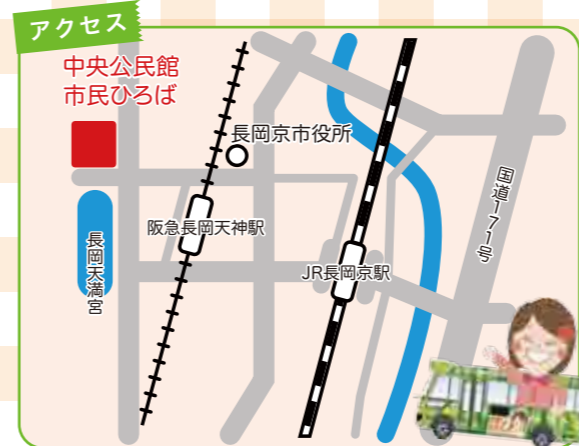 アクセス
中央公民館
市民ひろば
長岡京市役所
国道171号
阪急長岡天神駅
長岡天満宮
JR長岡京駅